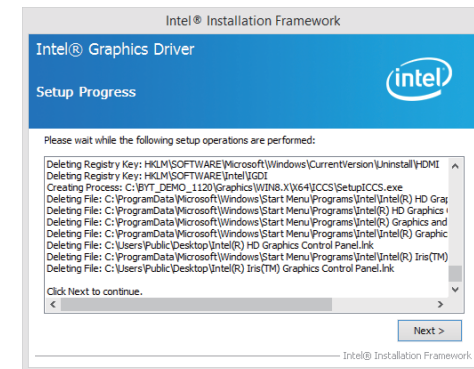 Intel® Installation Framework
Intel® Graphics Driver
Setup Progress
intel
Please wait while the following setup operations are performed:
Deleting Registry Key: HKLM\SOFTWARE\Microsoft\Windows\CurrentVersion\Uninstall\HDMI
Deleting Registry Key: HKLM\SOFTWARE\Intel\IGDI
Creating Process: C:\BYT_DEMO_1120\Graphics\WIN8.X\X64\ICCS\SetupICCS.exe
Deleting File: C:\ProgramData\Microsoft\Windows\Start Menu\Programs\Intel\Intel(R) HD Grap
Deleting File: C:\ProgramData\Microsoft\Windows\Start Menu\Programs\Intel(R) HD Graphics
Deleting File: C:\ProgramData\Microsoft\Windows\Start Menu\Programs\Intel(R) Graphics and
Deleting File: C:\ProgramData\Microsoft\Windows\Start Menu\Programs\Intel\Intel(R) Graphic
Deleting File: C:\Users\Public\Desktop\Intel(R) HD Graphics Control Panel.lnk
Deleting File: C:\ProgramData\Microsoft\Windows\Start Menu\Programs\Intel\Intel(R) Iris(TM)
Deleting File: C:\Users\Public\Desktop\Intel(R) Iris(TM) Graphics Control Panel.lnk
Click Next to continue.
Next >
Intel® Installation Framework